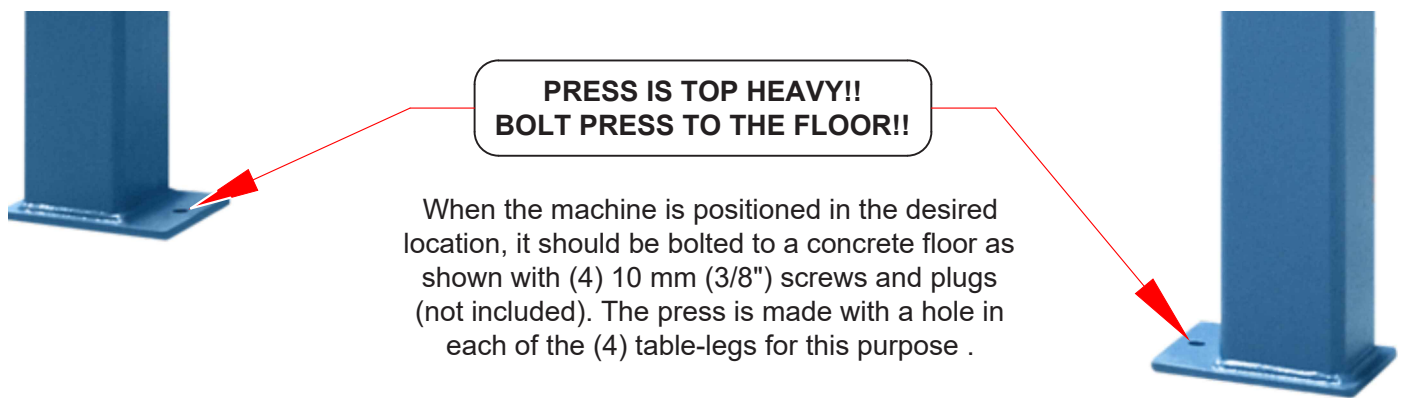 PRESS IS TOP HEAVY!!
BOLT PRESS TO THE FLOOR!!
When the machine is positioned in the desired
location, it should be bolted to a concrete floor as
shown with (4) 10 mm (3/8") screws and plugs
(not included). The press is made with a hole in
each of the (4) table-legs for this purpose .